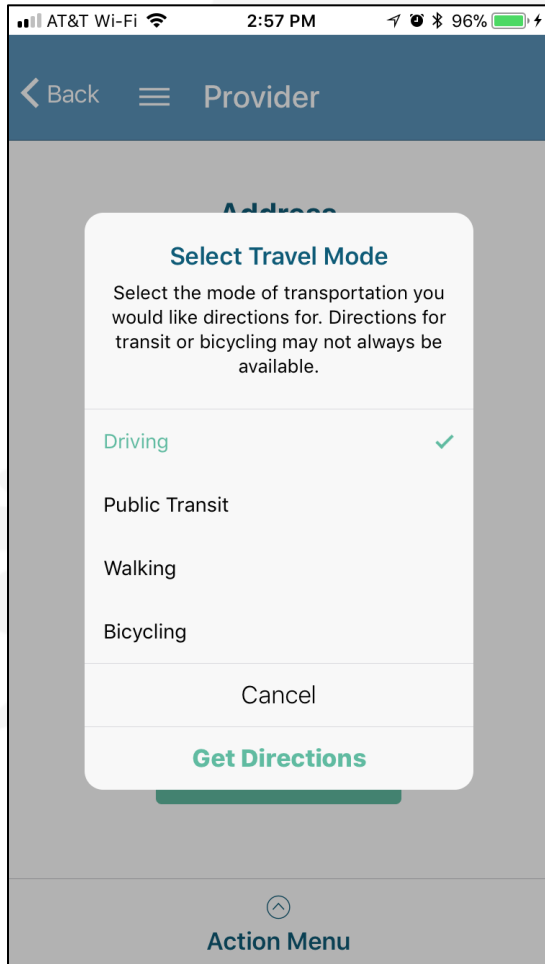 AT&T Wi-Fi 2:57 PM 96%
Back Provider
Address
Select Travel Mode
Select the mode of transportation you
would like directions for. Directions for
transit or bicycling may not always be
available.
Driving
Public Transit
Walking
Bicycling
Cancel
Get Directions
Action Menu